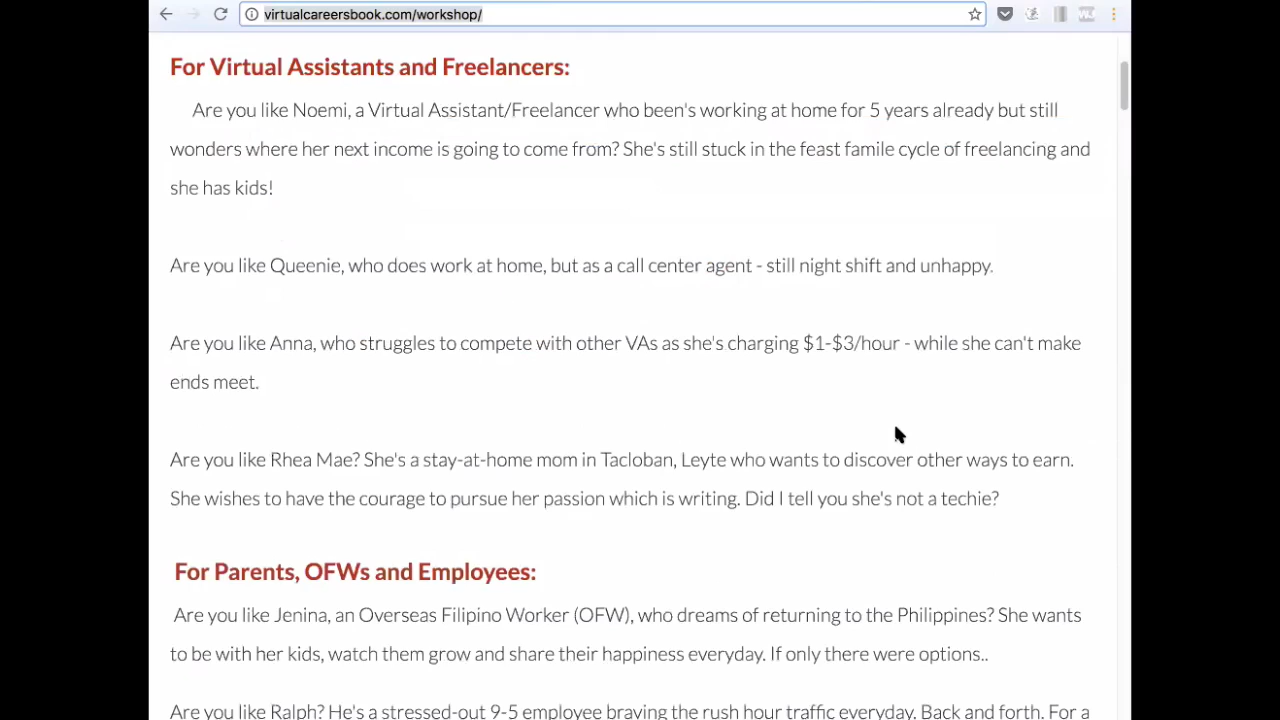 virtualcareersbook.com/workshop/
For Virtual Assistants and Freelancers:
Are you like Noemi, a Virtual Assistant/Freelancer who been's working at home for 5 years already but still
wonders where her next income is going to come from? She's still stuck in the feast famile cycle of freelancing and
she has kids!
Are you like Queenie, who does work at home, but as a call center agent - still night shift and unhappy.
Are you like Anna, who struggles to compete with other VAs as she's charging $1-$3/hour - while she can't make
ends meet.
Are you like Rhea Mae? She's a stay-at-home mom in Tacloban, Leyte who wants to discover other ways to earn.
She wishes to have the courage to pursue her passion which is writing. Did I tell you she's not a techie?
For Parents, OFWs and Employees:
Are you like Jenina, an Overseas Filipino Worker (OFW), who dreams of returning to the Philippines? She wants
to be with her kids, watch them grow and share their happiness everyday. If only there were options..
Are you like Ralph? He's a stressed-out 9-5 employee braving the rush hour traffic everyday. Back and forth. For a